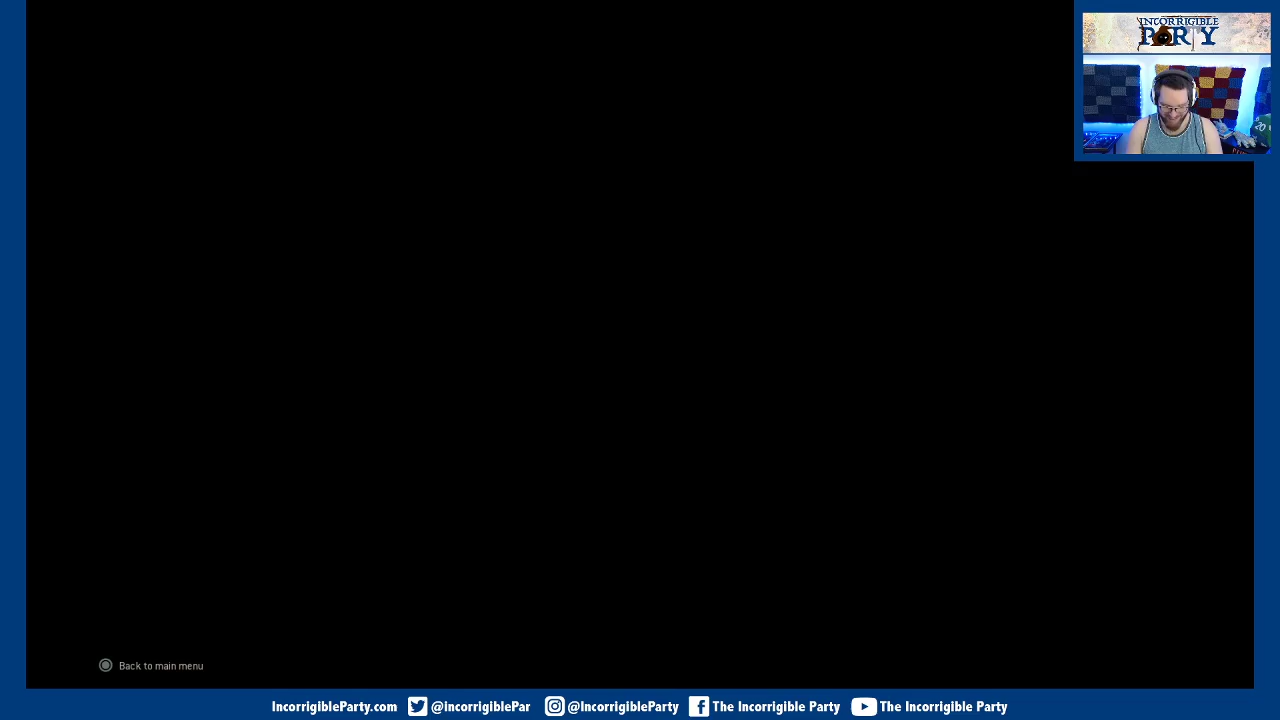 INCORRIGIBLE
PARTY
Back to main menu
IncorrigibleParty.com @IncorrigiblePar @IncorrigibleParty The Incorrigible Party The Incorrigible Party